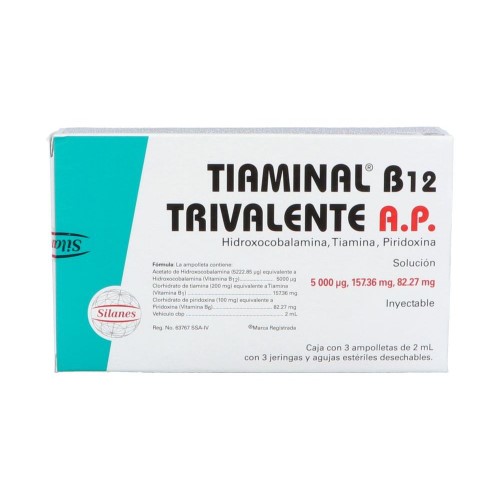 TIAMINAL® B12
TRIVALENTE A.P.
Hidroxocobalamina, Tiamina, Piridoxina
Solución
5 000 µg, 157.36 mg, 82.27 mg
Inyectable
Fórmula: La ampolleta contiene:
Acetato de Hidroxocobalamina (5222.85 µg) equivalente a
Hidroxocobalamina (Vitamina B12) 5000 µg
Clorhidrato de tiamina (200 mg) equivalente a Tiamina
(Vitamina B1) 157.36 mg
Clorhidrato de piridoxina (100 mg) equivalente a
Piridoxina (Vitamina B6) 82.27 mg
Vehículo cbp 2 mL
Reg. No. 63767 SSA-IV ®Marca Registrada
Silanes
Caja con 3 ampolletas de 2 mL
con 3 jeringas y agujas estériles desechables.